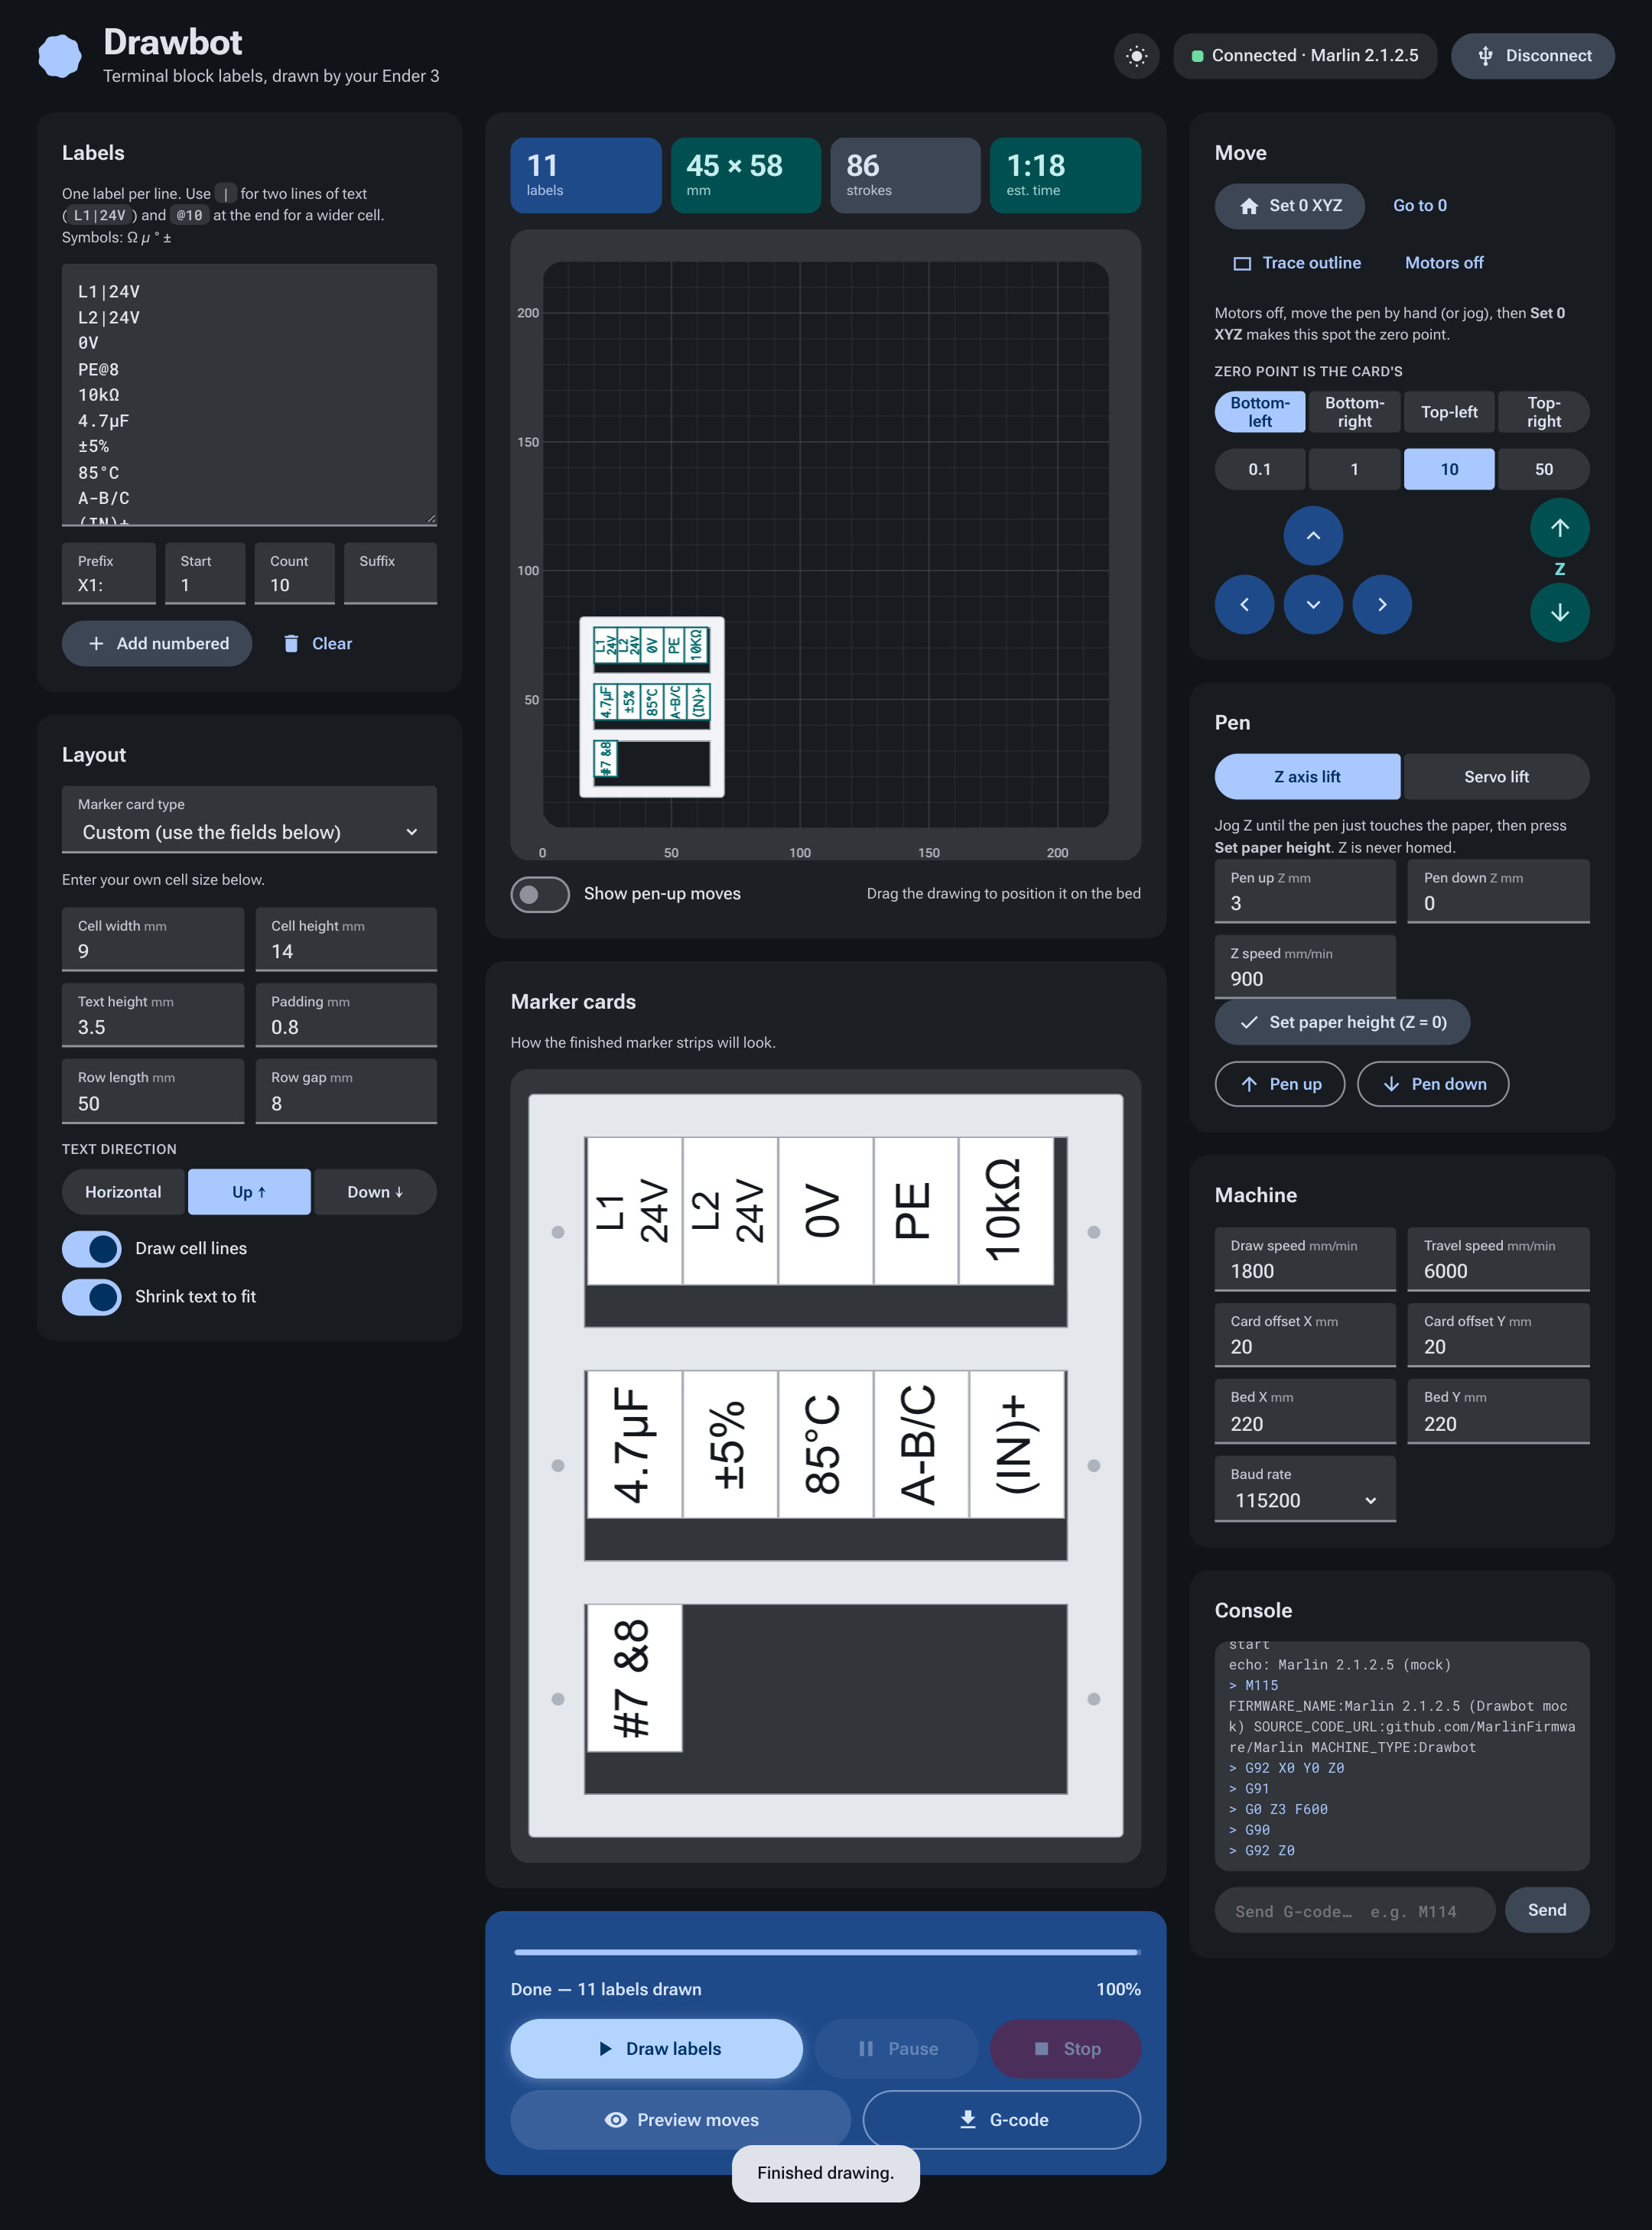 Drawbot
Terminal block labels, drawn by your Ender 3
Connected · Marlin 2.1.2.5
Disconnect
Labels
One label per line. Use | for two lines of text
( L1|24V ) and @10 at the end for a wider cell.
Symbols: Ω µ ° ±
L1|24V
L2|24V
0V
PE@8
10kΩ
4.7µF
±5%
85°C
A-B/C
(IN)+
Prefix
X1:
Start
1
Count
10
Suffix
Add numbered
Clear
Layout
Marker card type
Custom (use the fields below)
Enter your own cell size below.
Cell width mm
9
Cell height mm
14
Text height mm
3.5
Padding mm
0.8
Row length mm
50
Row gap mm
8
TEXT DIRECTION
Horizontal
Up ↑
Down ↓
Draw cell lines
Shrink text to fit
11
labels
45 × 58
mm
86
strokes
1:18
est. time
200
150
100
50
0
50
100
150
200
L1
24V
L2
24V
0V
PE
10KΩ
4.7µF
±5%
85°C
A-B/C
(IN)+
#7 &8
Show pen-up moves
Drag the drawing to position it on the bed
Marker cards
How the finished marker strips will look.
L1
24V
L2
24V
0V
PE
10kΩ
4.7µF
±5%
85°C
A-B/C
(IN)+
#7 &8
Done — 11 labels drawn
100%
Draw labels
Pause
Stop
Preview moves
G-code
Finished drawing.
Move
Set 0 XYZ
Go to 0
Trace outline
Motors off
Motors off, move the pen by hand (or jog), then Set 0
XYZ makes this spot the zero point.
ZERO POINT IS THE CARD'S
Bottom-
left
Bottom-
right
Top-left
Top-
right
0.1
1
10
50
Z
Pen
Z axis lift
Servo lift
Jog Z until the pen just touches the paper, then press
Set paper height. Z is never homed.
Pen up Z mm
3
Pen down Z mm
0
Z speed mm/min
900
Set paper height (Z = 0)
Pen up
Pen down
Machine
Draw speed mm/min
1800
Travel speed mm/min
6000
Card offset X mm
20
Card offset Y mm
20
Bed X mm
220
Bed Y mm
220
Baud rate
115200
Console
start
echo: Marlin 2.1.2.5 (mock)
> M115
FIRMWARE_NAME:Marlin 2.1.2.5 (Drawbot moc
k) SOURCE_CODE_URL:github.com/MarlinFirmwa
re/Marlin MACHINE_TYPE:Drawbot
> G92 X0 Y0 Z0
> G91
> G0 Z3 F600
> G90
> G92 Z0
Send G-code… e.g. M114
Send